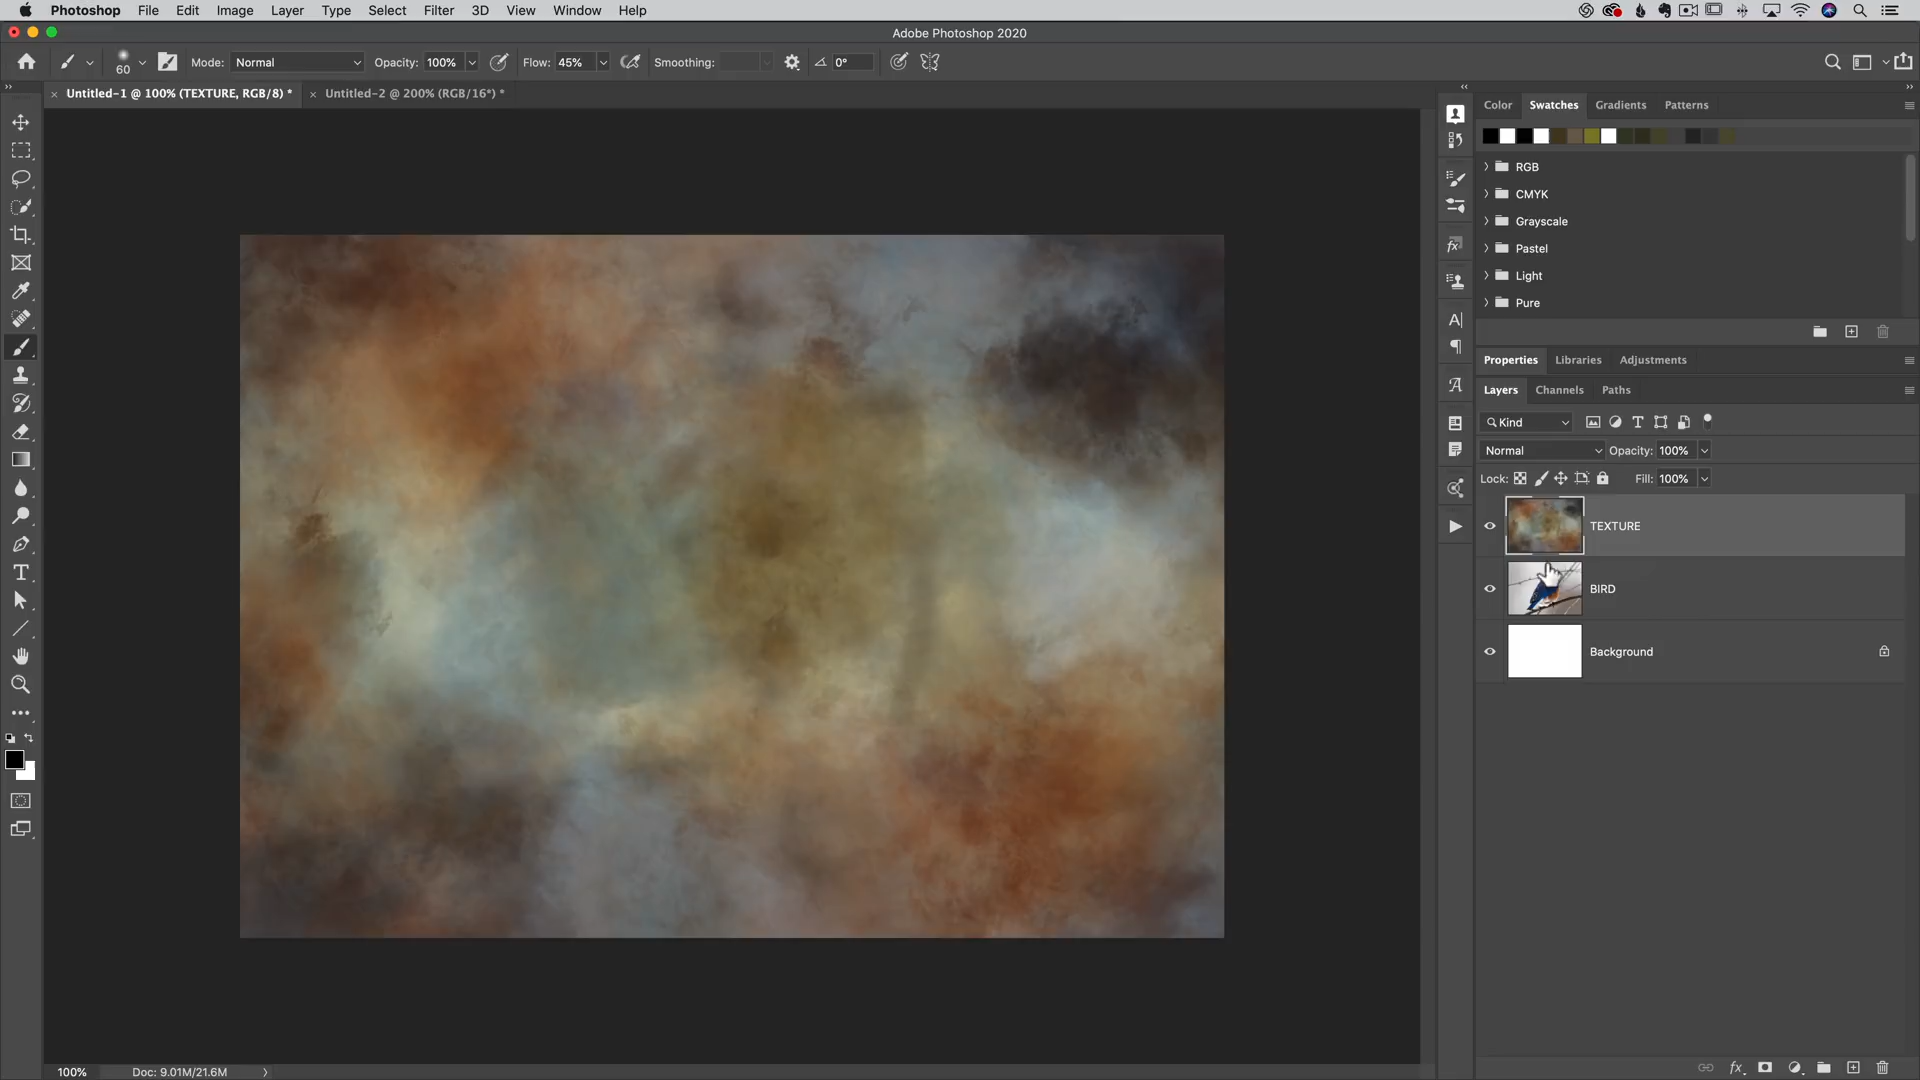 Photoshop File Edit Image Layer Type Select Filter 3D View Window Help
Adobe Photoshop 2020
60 Mode: Normal Opacity: 100% Flow: 45% Smoothing: 0°
Untitled-1 @ 100% (TEXTURE, RGB/8) * Untitled-2 @ 200% (RGB/16*) *
Color Swatches Gradients Patterns
RGB
CMYK
Grayscale
Pastel
Light
Pure
Properties Libraries Adjustments
Layers Channels Paths
Kind
Normal Opacity: 100%
Lock: Fill: 100%
TEXTURE
BIRD
Background
100% Doc: 9.01M/21.6M